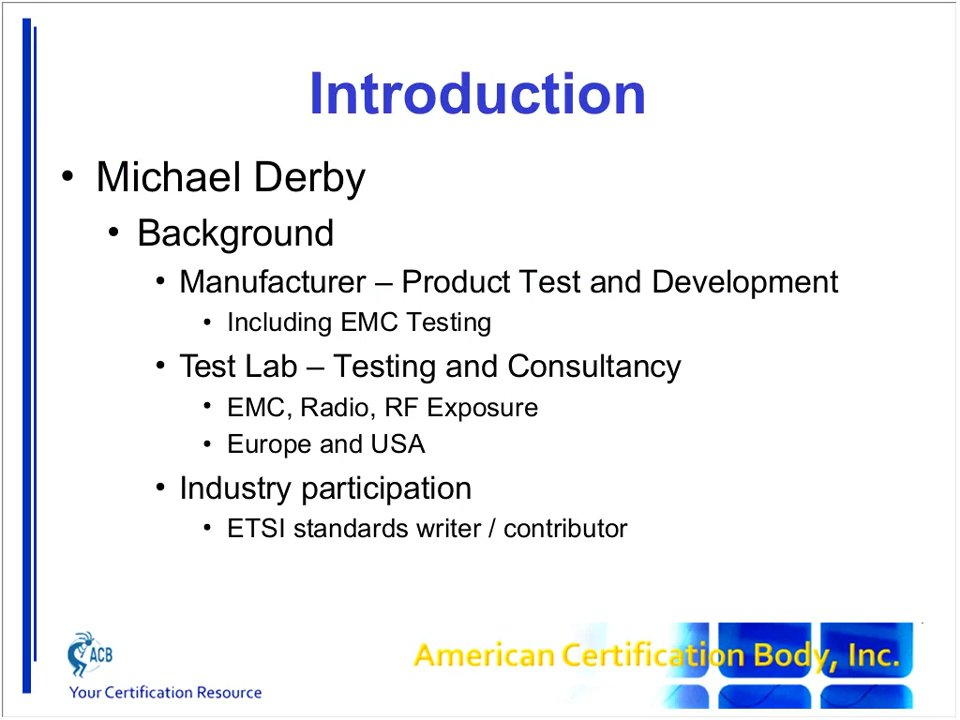 Introduction
• Michael Derby
• Background
• Manufacturer – Product Test and Development
• Including EMC Testing
• Test Lab – Testing and Consultancy
• EMC, Radio, RF Exposure
• Europe and USA
• Industry participation
• ETSI standards writer / contributor
ACB
American Certification Body, Inc.
Your Certification Resource